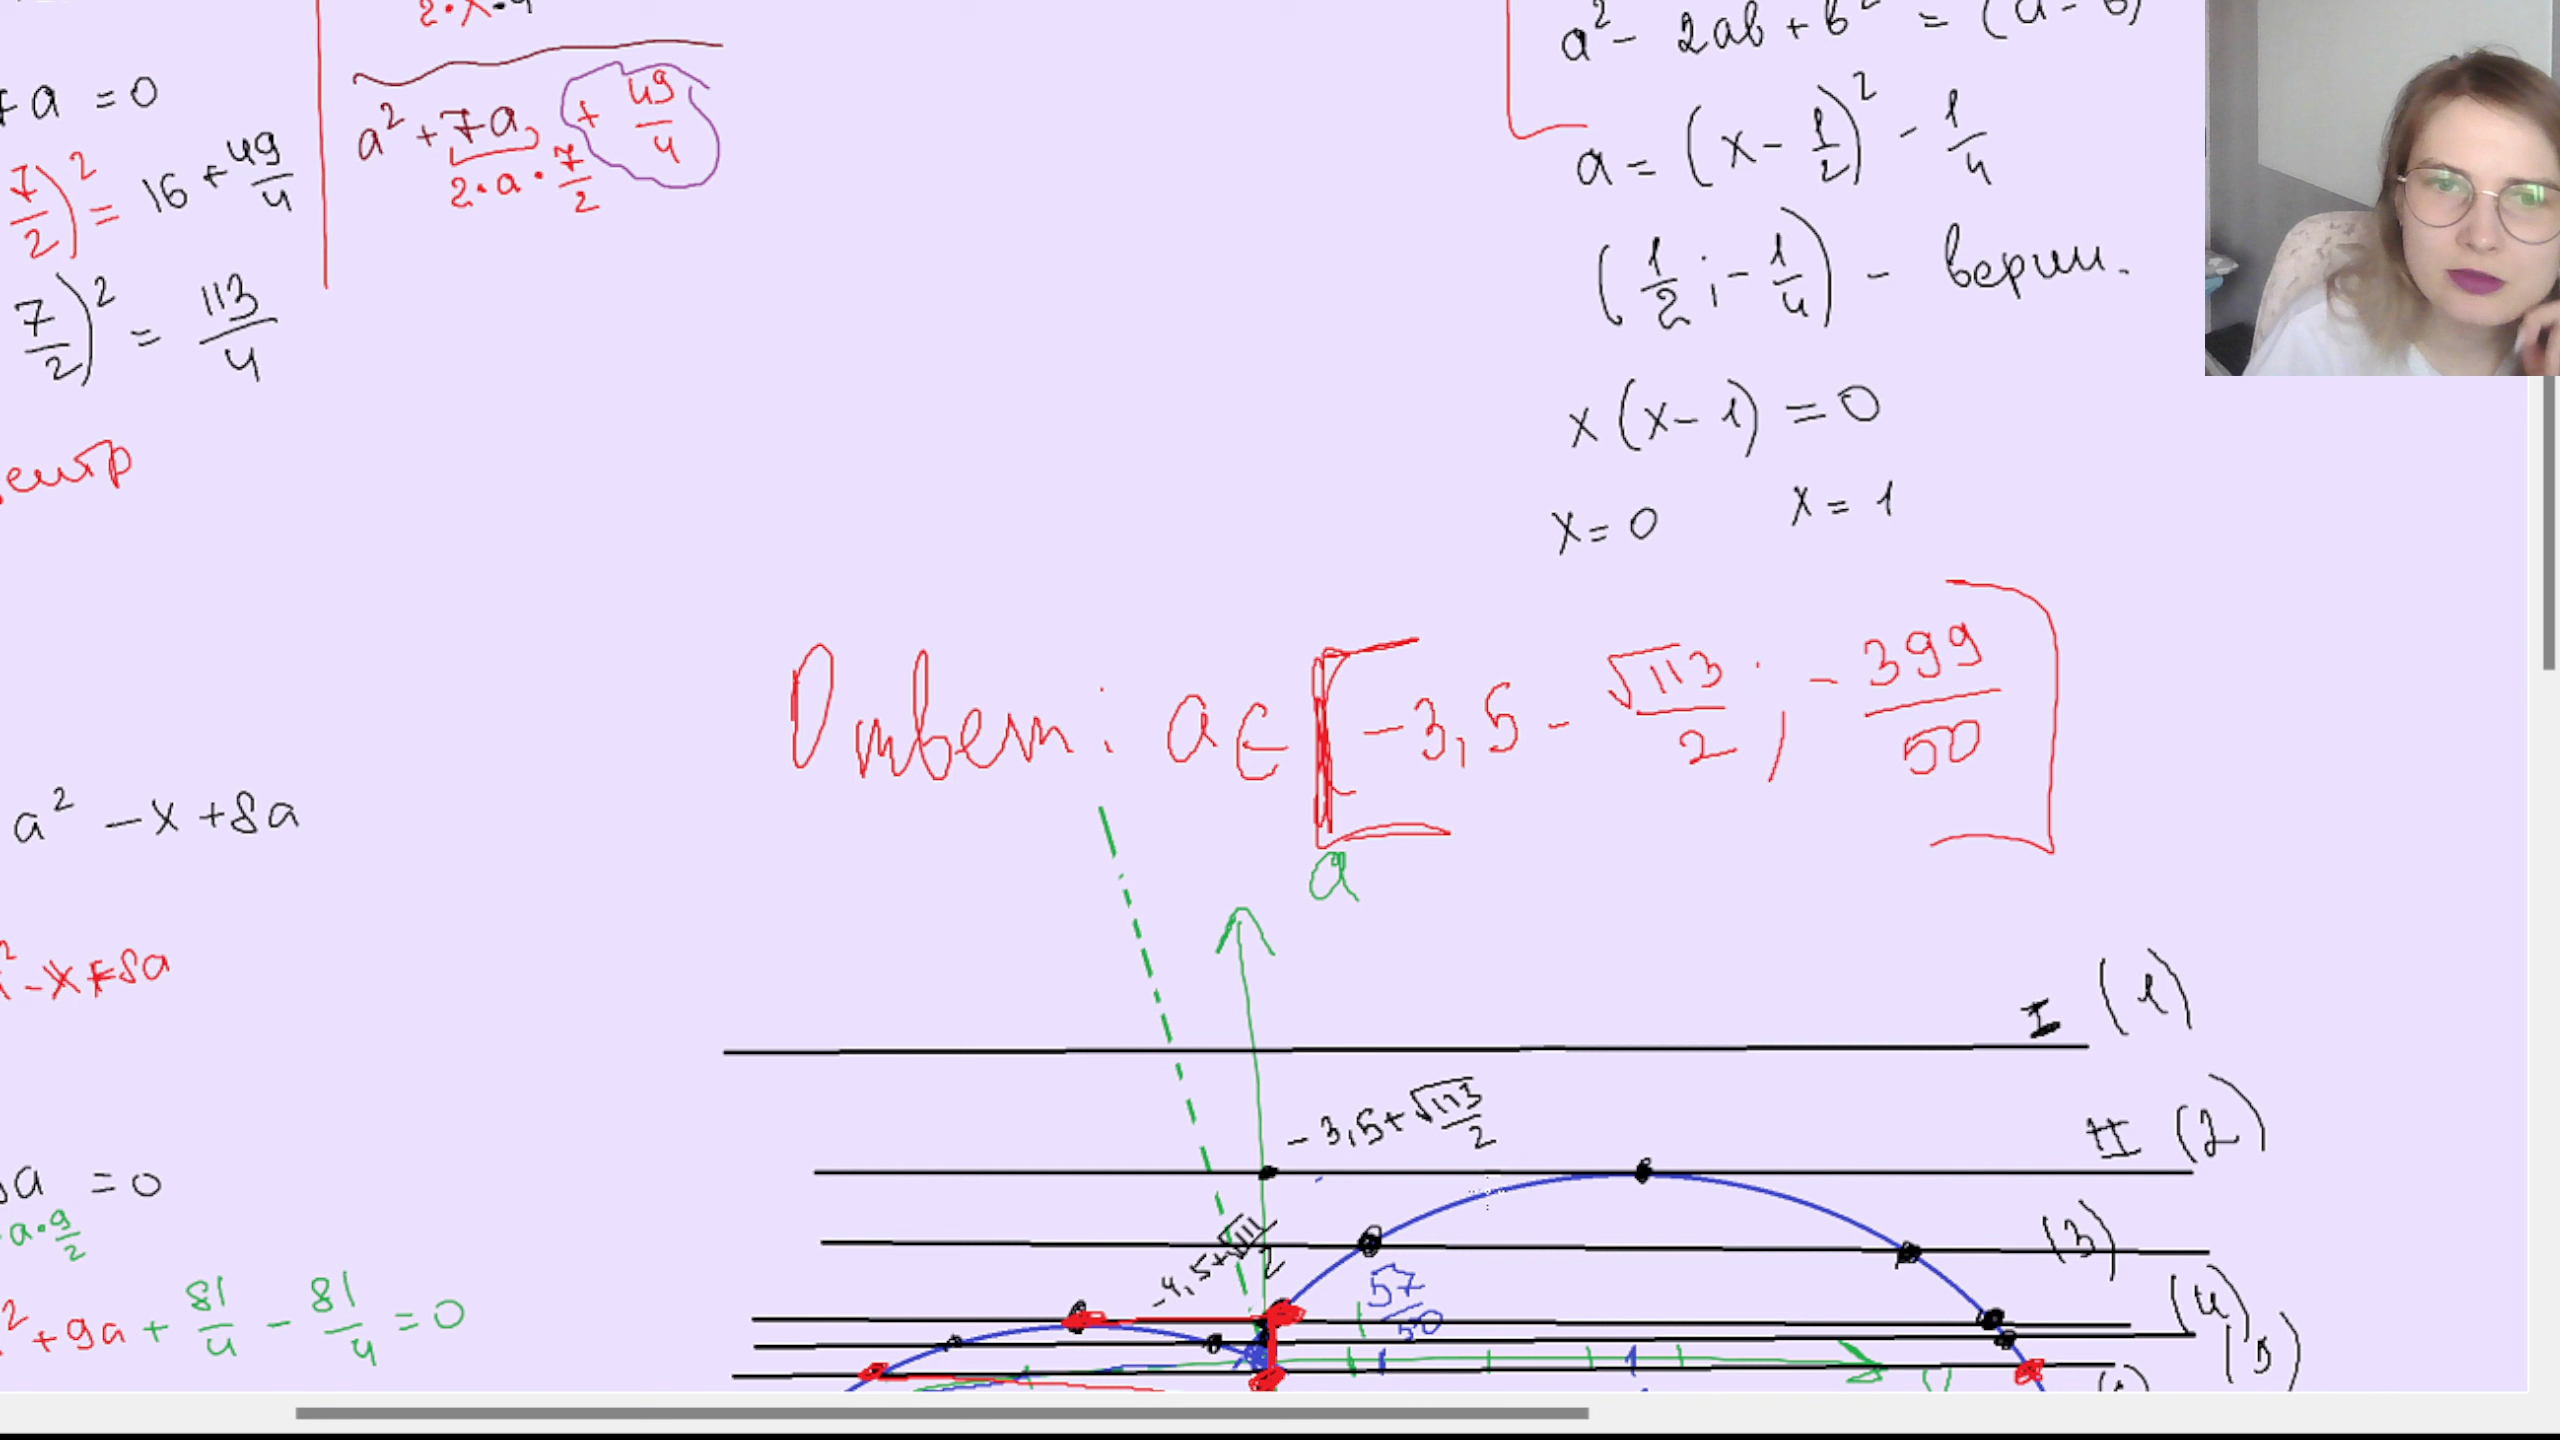 + a = 0
7/2)² = 16 + 49/4
7/2)² = 113/4
a² + 7a + 49/4
2·a·7/2
a² - 2ab + b² = (a - b)
a = (x - 1/2)² - 1/4
(1/2; -1/4) - верш.
x(x - 1) = 0
x = 0 x = 1
Ответ: a ∈ [-3,5 - √113/2; -399/50]
a² - x + 8a
² - x + 8a
a = 0
a·9/2
² + 9a + 81/4 - 81/4 = 0
a
I (1)
-3,5 + √113/2
II (2)
(3)
57/50
(4)
(5)